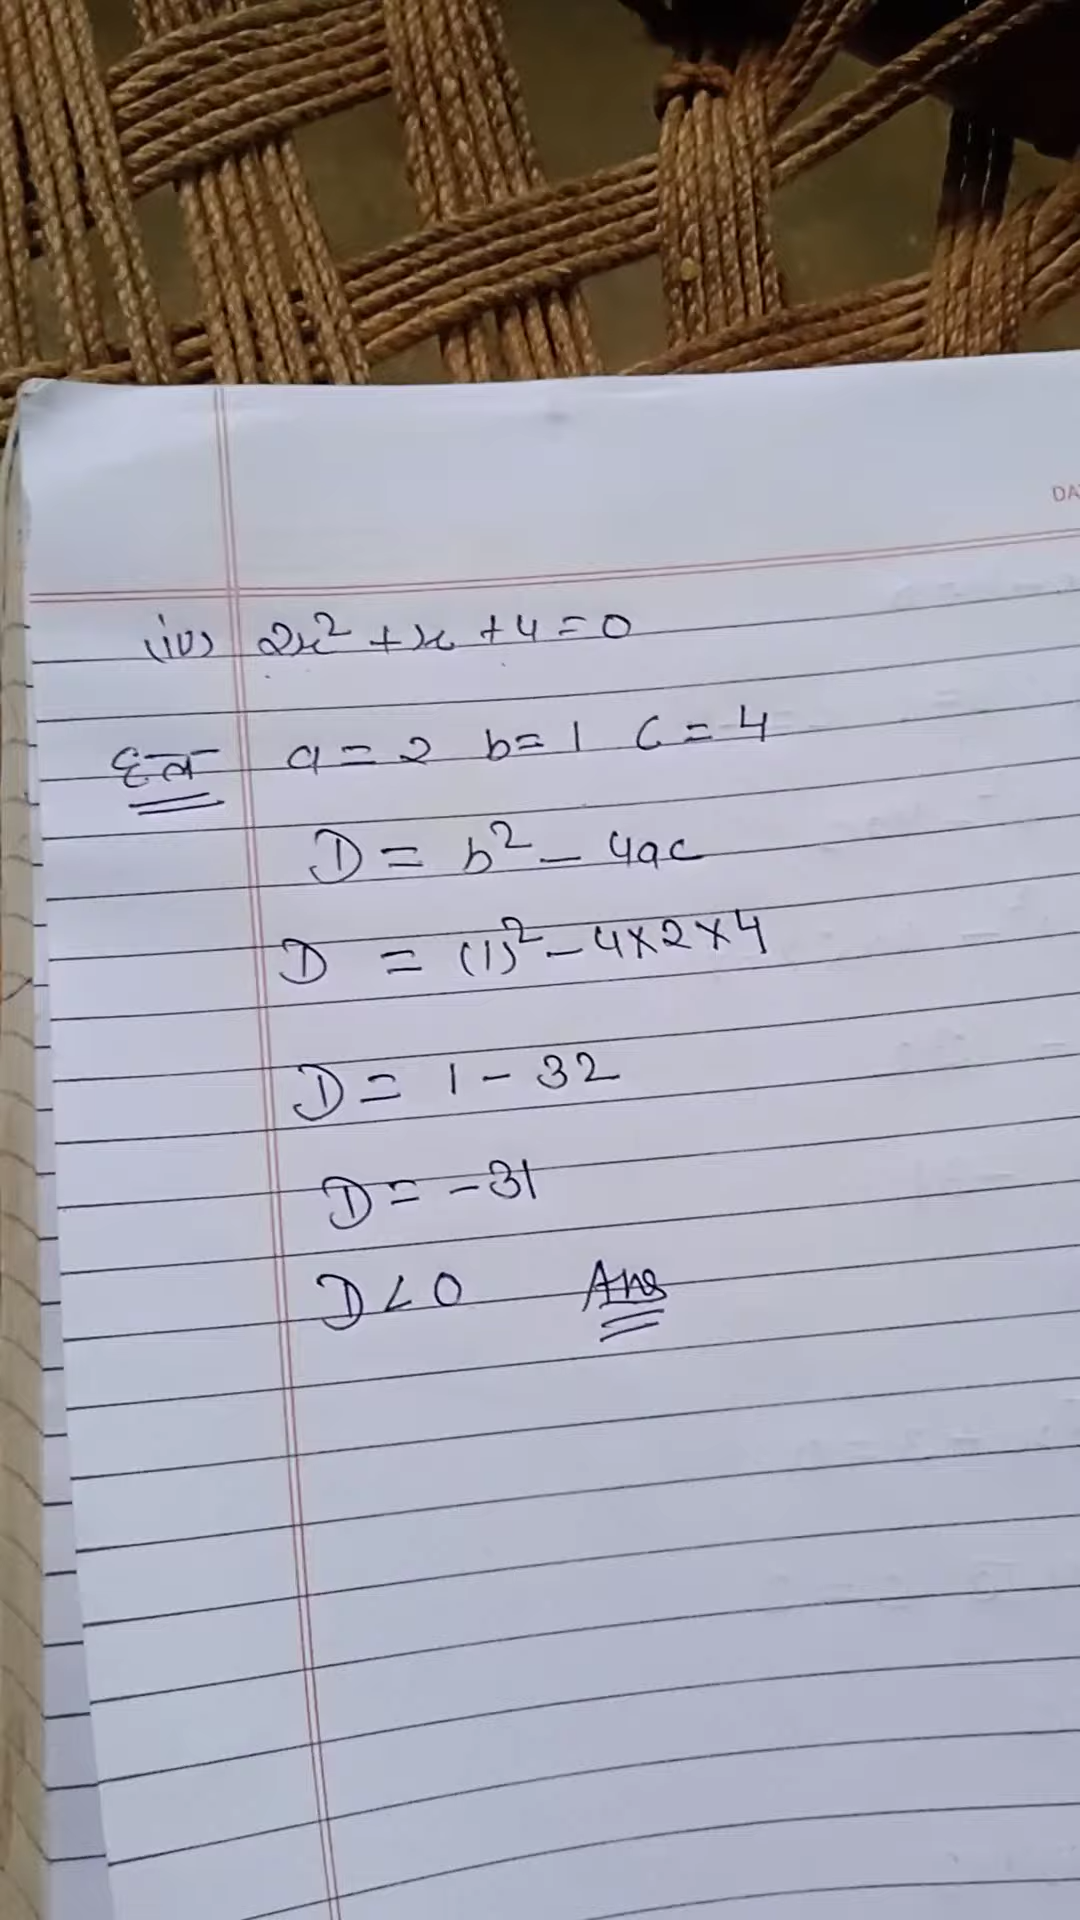 DA
(iv) 2x² + x + 4 = 0
हल a = 2 b = 1 c = 4
D = b² - 4ac
D = (1)² - 4×2×4
D = 1 - 32
D = -31
D < 0 Ans